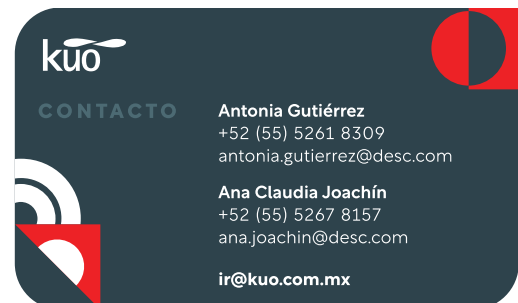 kuo
CONTACTO
Antonia Gutiérrez
+52 (55) 5261 8309
antonia.gutierrez@desc.com
Ana Claudia Joachín
+52 (55) 5267 8157
ana.joachin@desc.com
ir@kuo.com.mx